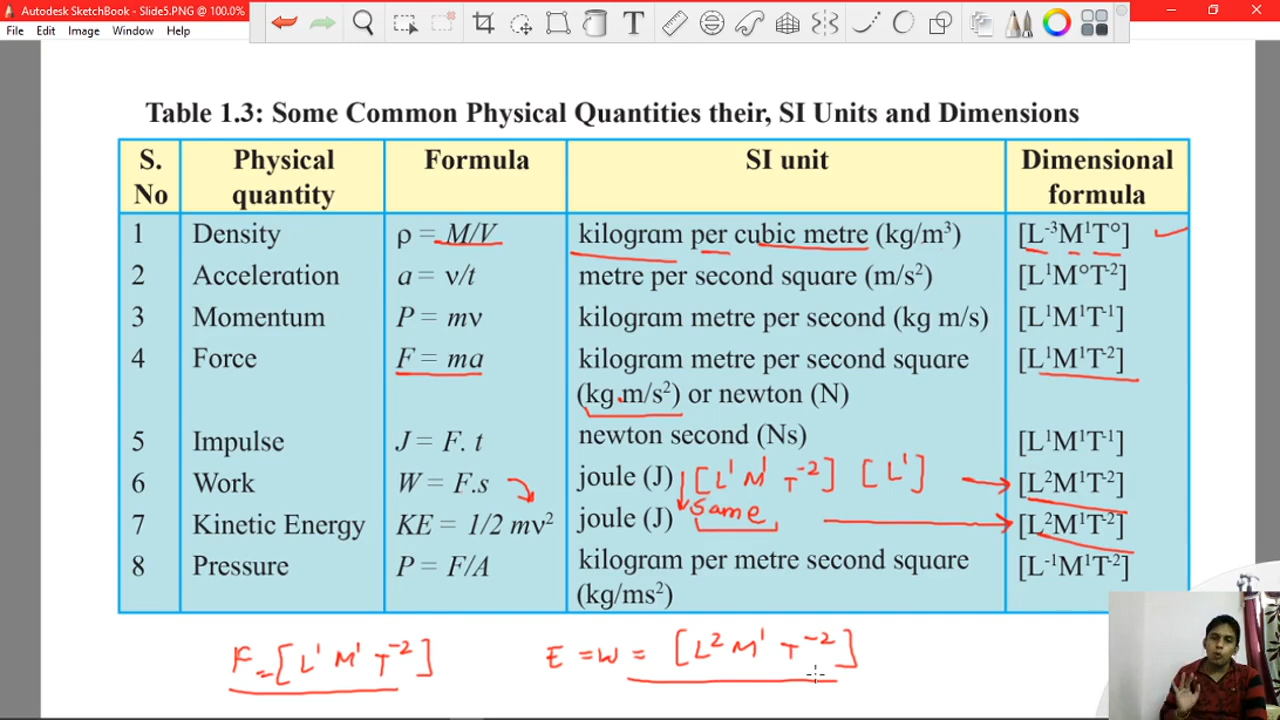 Autodesk SketchBook - Slide5.PNG @ 100.0%
File Edit Image Window Help
Table 1.3: Some Common Physical Quantities their, SI Units and Dimensions
S. No Physical quantity Formula SI unit Dimensional formula
1 Density ρ = M/V kilogram per cubic metre (kg/m³) [L⁻³M¹T°]
2 Acceleration a = v/t metre per second square (m/s²) [L¹M°T⁻²]
3 Momentum P = mv kilogram metre per second (kg m/s) [L¹M¹T⁻¹]
4 Force F = ma kilogram metre per second square [L¹M¹T⁻²]
(kg.m/s²) or newton (N)
5 Impulse J = F. t newton second (Ns) [L¹M¹T⁻¹]
6 Work W = F.s joule (J) [L¹ M¹ T⁻²] [L¹] [L²M¹T⁻²]
same
7 Kinetic Energy KE = 1/2 mv² joule (J) [L²M¹T⁻²]
8 Pressure P = F/A kilogram per metre second square [L⁻¹M¹T⁻²]
(kg/ms²)
F = [L¹ M¹ T⁻²] E = W = [L² M¹ T⁻²]